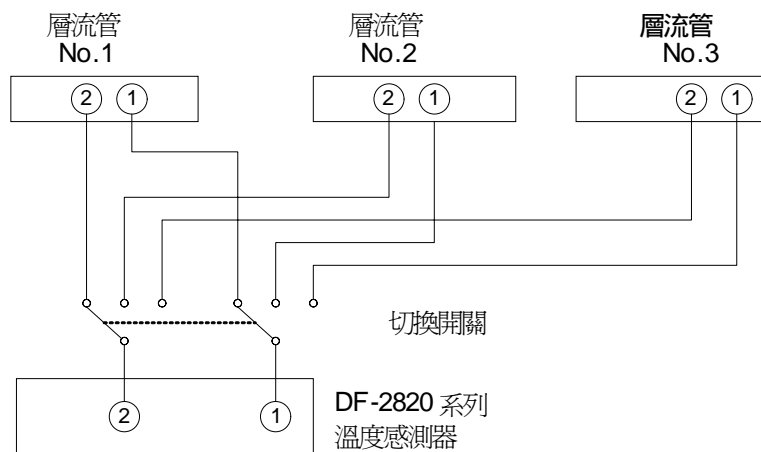 層流管
No.1
層流管
No.2
層流管
No.3
② ①
② ①
② ①
切換開關
② ①
DF-2820 系列
溫度感測器